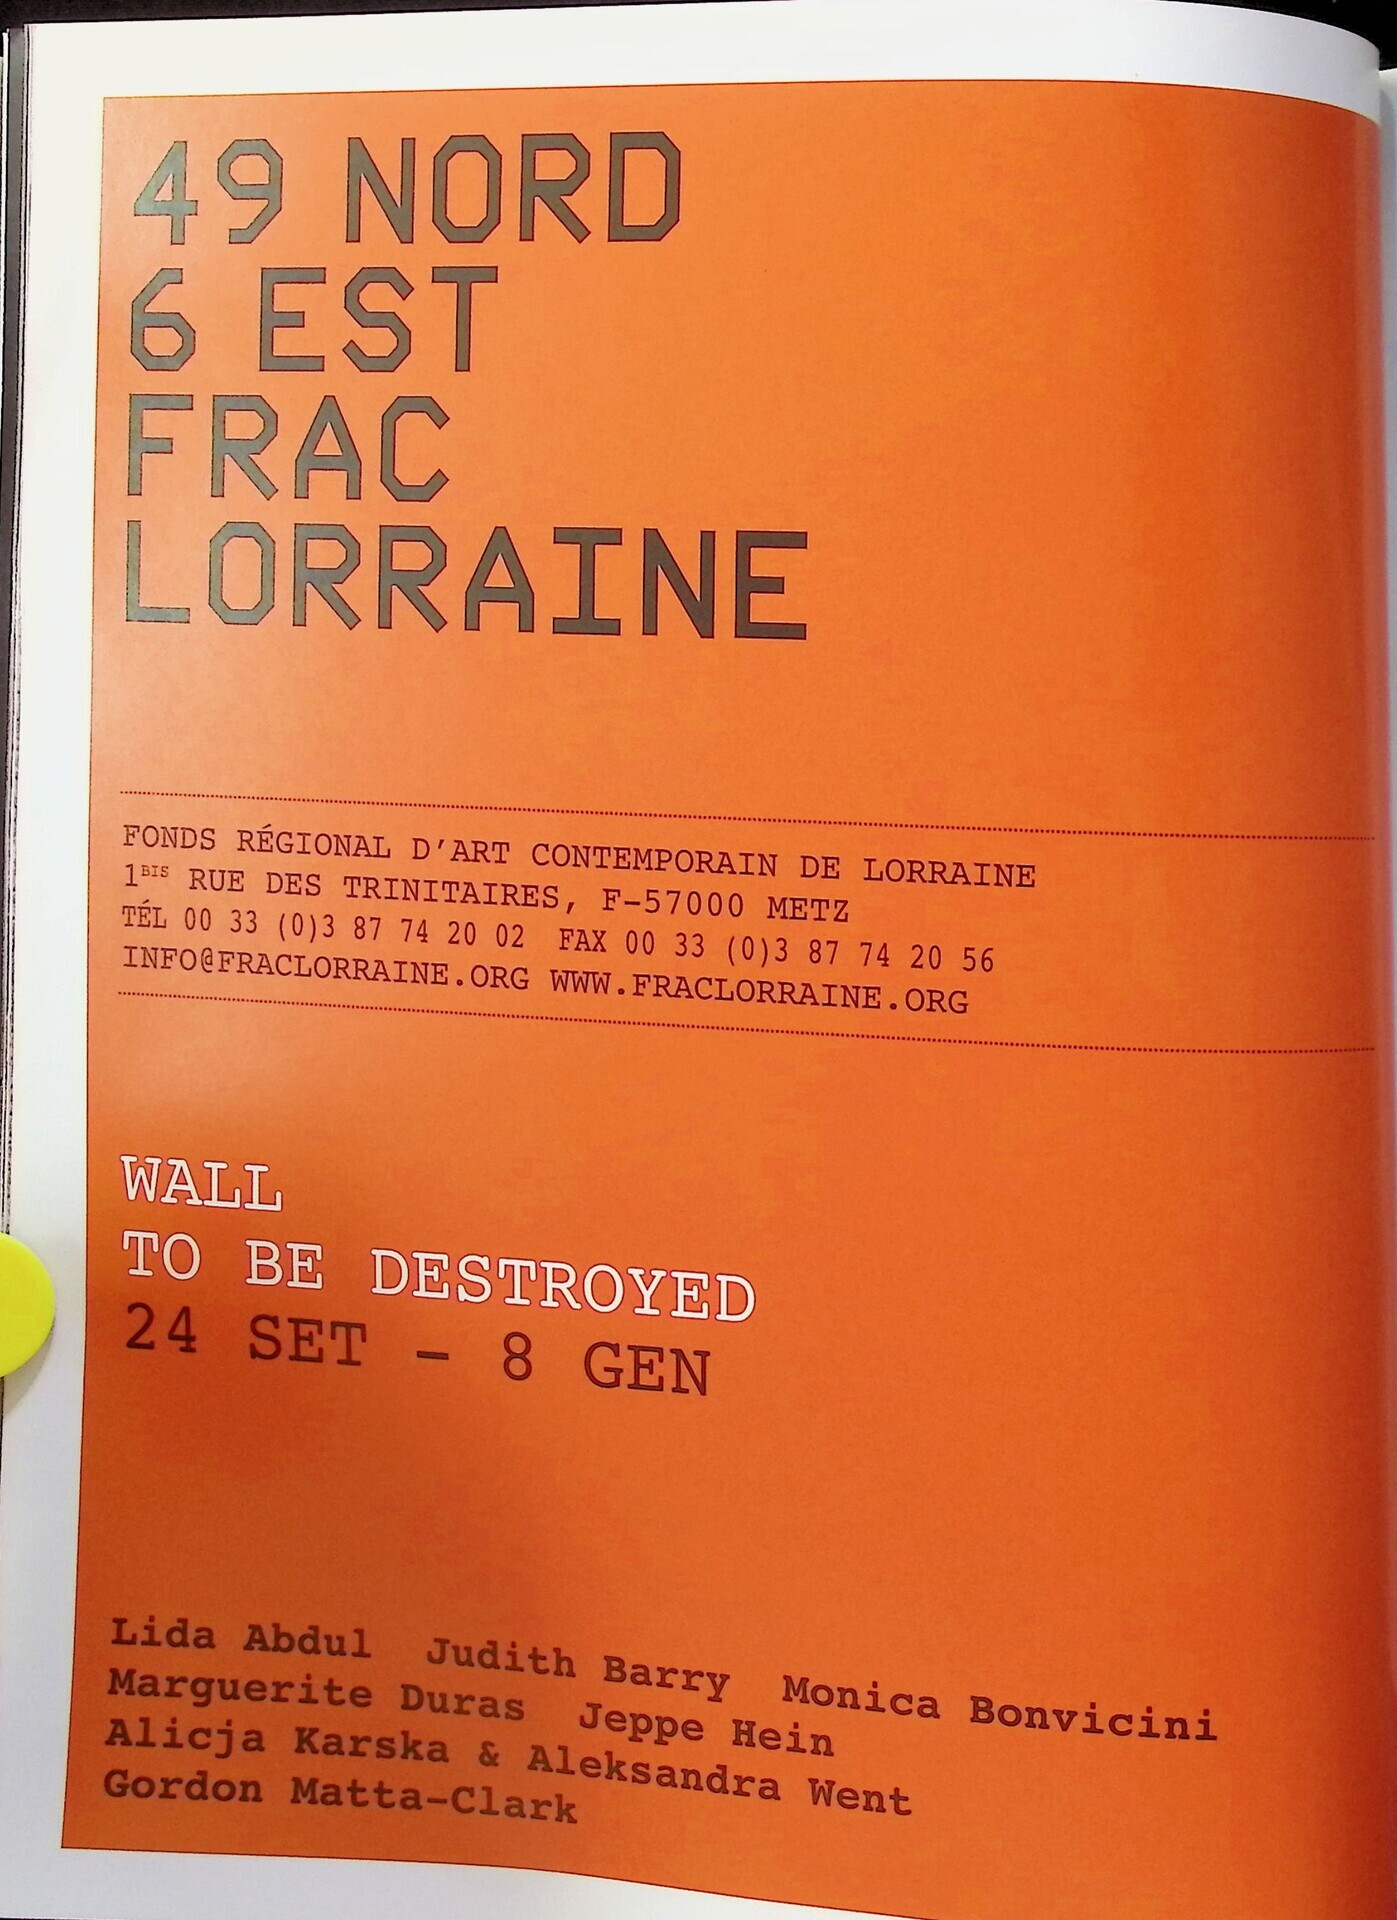 49 NORD
6 EST
FRAC
LORRAINE
FONDS RÉGIONAL D'ART CONTEMPORAIN DE LORRAINE
1BIS RUE DES TRINITAIRES, F-57000 METZ
TÉL 00 33 (0)3 87 74 20 02 FAX 00 33 (0)3 87 74 20 56
INFO@FRACLORRAINE.ORG WWW.FRACLORRAINE.ORG
WALL
TO BE DESTROYED
24 SET - 8 GEN
Lida Abdul Judith Barry Monica Bonvicini
Marguerite Duras Jeppe Hein
Alicja Karska & Aleksandra Went
Gordon Matta-Clark